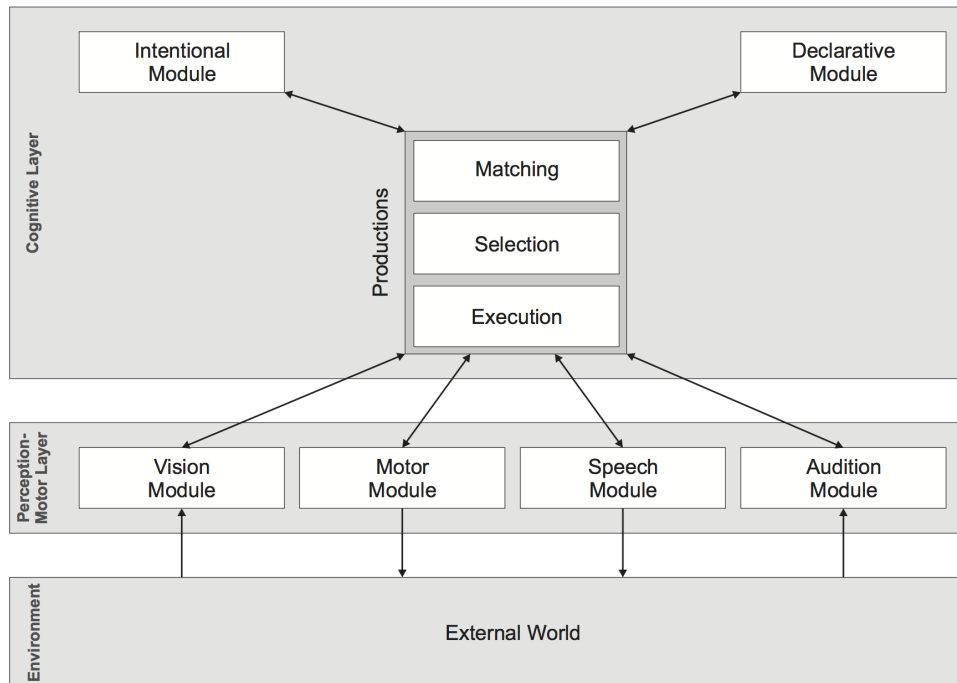 Cognitive Layer
Intentional
Module
Declarative
Module
Productions
Matching
Selection
Execution
Perception-
Motor Layer
Vision
Module
Motor
Module
Speech
Module
Audition
Module
Environment
External World